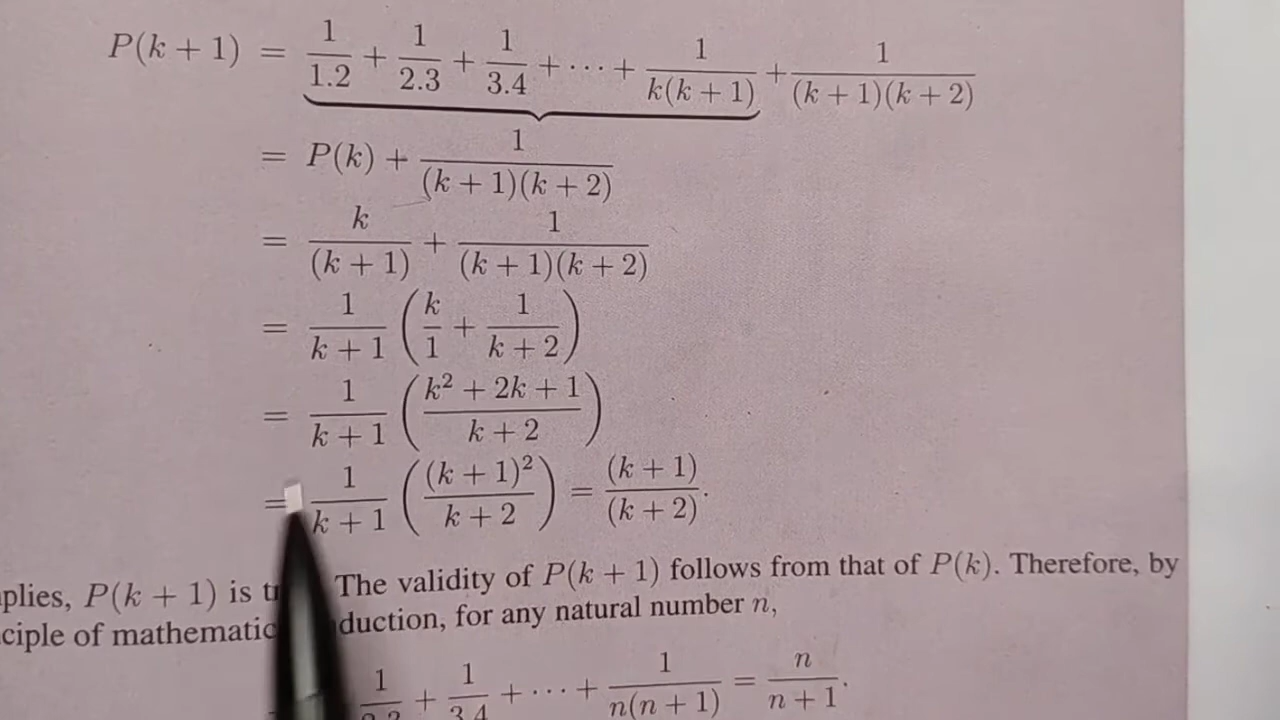 P(k + 1) = 1/1.2 + 1/2.3 + 1/3.4 + ··· + 1/k(k + 1) + 1/(k + 1)(k + 2)
= P(k) + 1/(k + 1)(k + 2)
= k/(k + 1) + 1/(k + 1)(k + 2)
= 1/k + 1 (k/1 + 1/k + 2)
= 1/k + 1 (k² + 2k + 1/k + 2)
= 1/k + 1 ((k + 1)²/k + 2) = (k + 1)/(k + 2).
plies, P(k + 1) is The validity of P(k + 1) follows from that of P(k). Therefore, by
ciple of mathematic duction, for any natural number n,
1/2.3 + 1/3.4 + ··· + 1/n(n + 1) = n/n + 1.